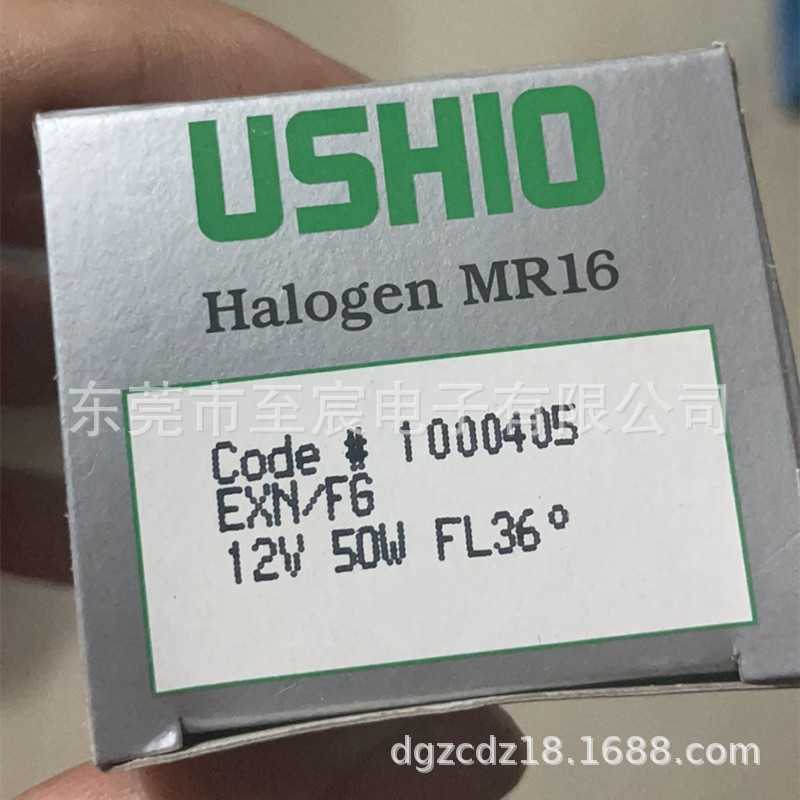 USHIO
Halogen MR16
东莞市至宸电子有限公司
Code # 1000405
EXN/FG
12V 50W FL36°
dgzcdz18.1688.com